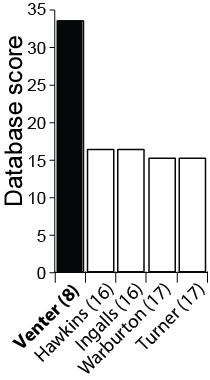 Database score
35
30
25
20
15
10
5
0
Venter (8)
Hawkins (16)
Ingalls (16)
Warburton (17)
Turner (17)